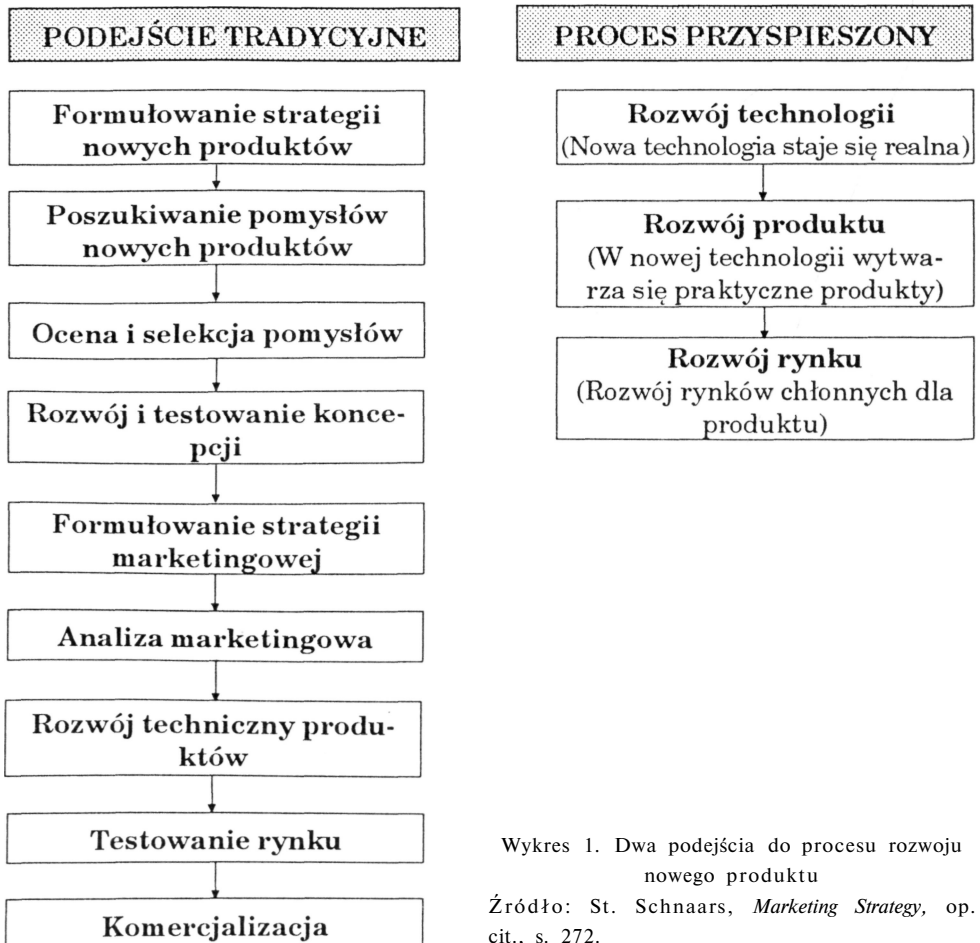 PODEJŚCIE TRADYCYJNE
Formułowanie strategii
nowych produktów
Poszukiwanie pomysłów
nowych produktów
Ocena i selekcja pomysłów
Rozwój i testowanie konce-
pcji
Formułowanie strategii
marketingowej
Analiza marketingowa
Rozwój techniczny produ-
któw
Testowanie rynku
Komercjalizacja
PROCES PRZYSPIESZONY
Rozwój technologii
(Nowa technologia staje się realna)
Rozwój produktu
(W nowej technologii wytwa-
rza się praktyczne produkty)
Rozwój rynku
(Rozwój rynków chłonnych dla
produktu)
Wykres 1. Dwa podejścia do procesu rozwoju
nowego produktu
Źródło: St. Schnaars, Marketing Strategy, op.
cit., s. 272.